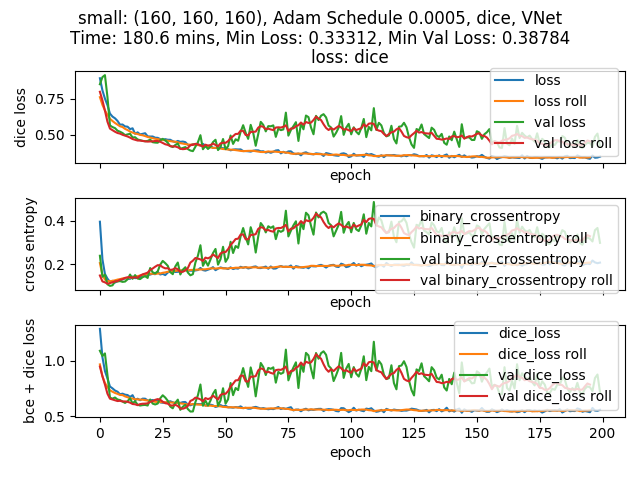 small: (160, 160, 160), Adam Schedule 0.0005, dice, VNet
Time: 180.6 mins, Min Loss: 0.33312, Min Val Loss: 0.38784
loss: dice
dice loss
0.75
0.50
loss
loss roll
val loss
val loss roll
epoch
cross entropy
0.4
0.2
binary_crossentropy
binary_crossentropy roll
val binary_crossentropy
val binary_crossentropy roll
epoch
bce + dice loss
1.0
0.5
dice_loss
dice_loss roll
val dice_loss
val dice_loss roll
0 25 50 75 100 125 150 175 200
epoch